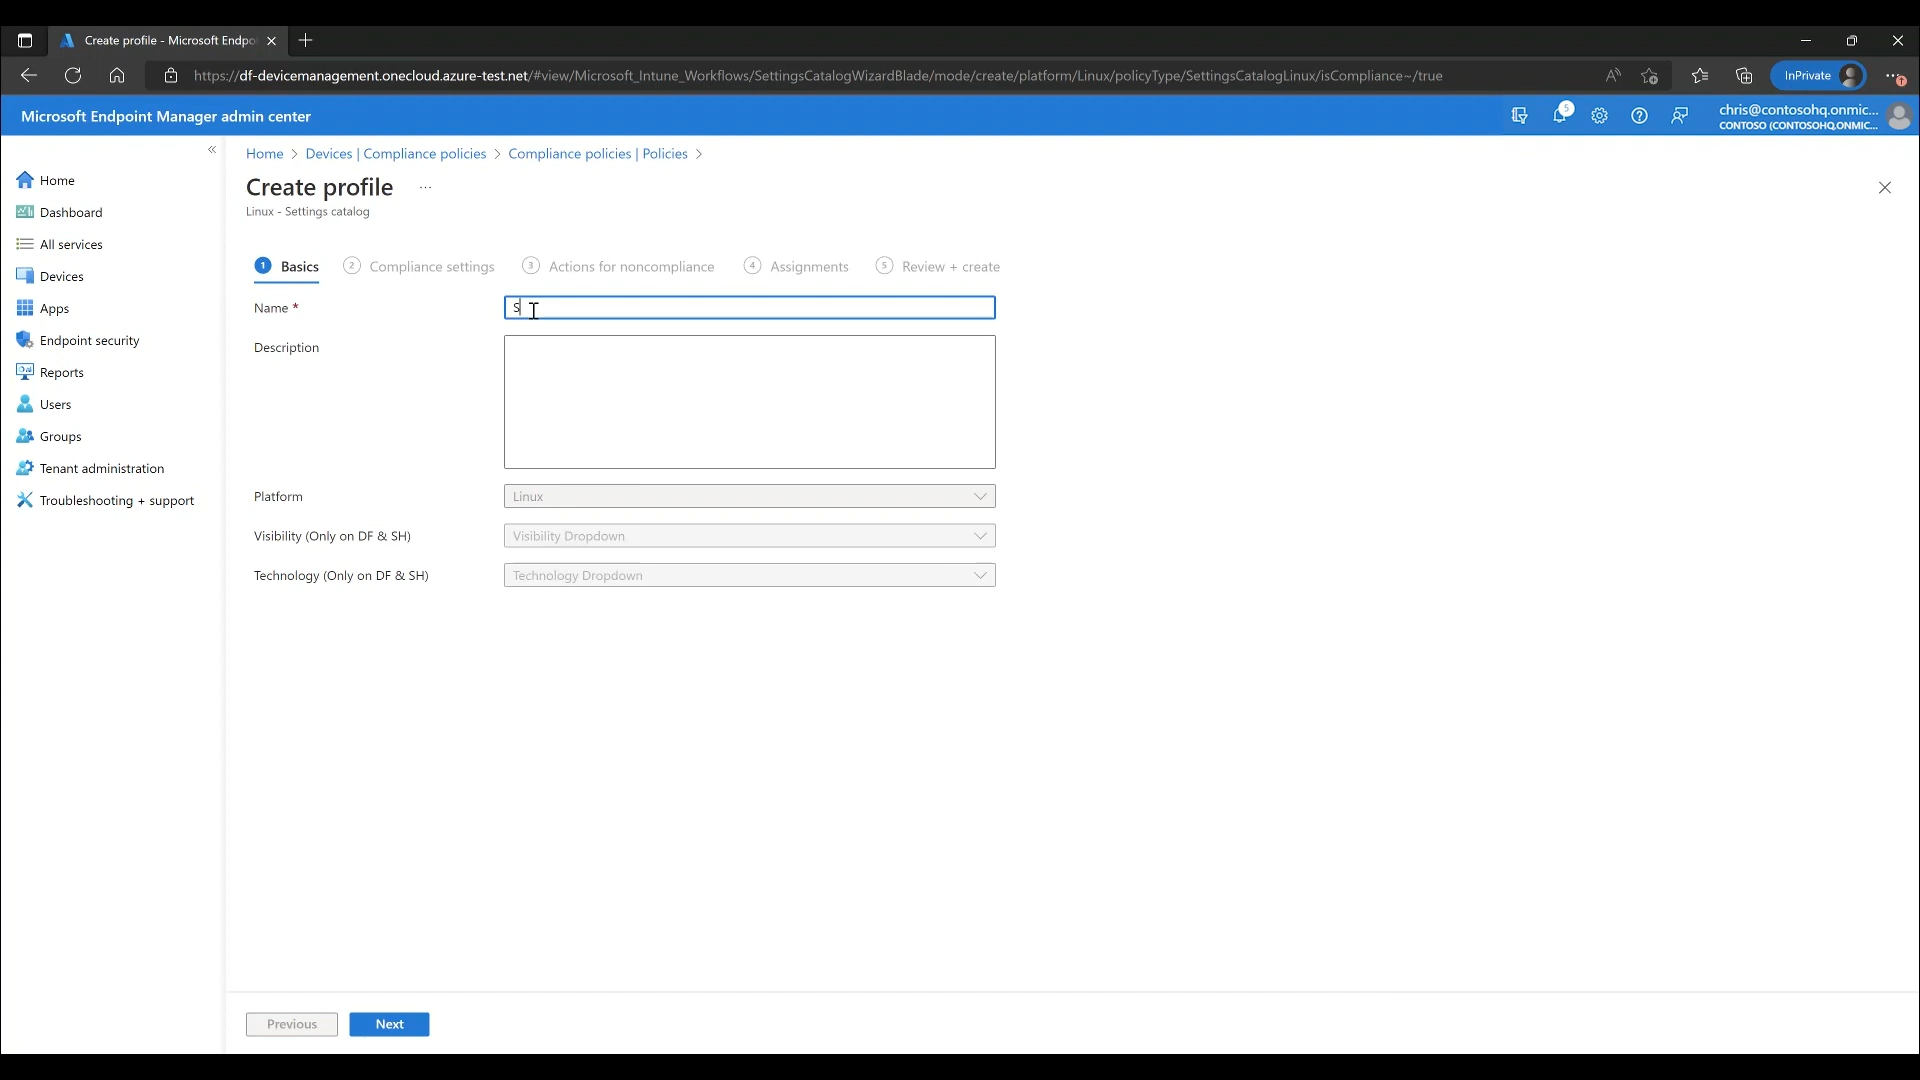 Create profile - Microsoft Endpo
https://df-devicemanagement.onecloud.azure-test.net/#view/Microsoft_Intune_Workflows/SettingsCatalogWizardBlade/mode/create/platform/Linux/policyType/SettingsCatalogLinux/isCompliance~/true
InPrivate
Microsoft Endpoint Manager admin center
5
chris@contosohq.onmic...
CONTOSO (CONTOSOHQ.ONMIC...
Home
Dashboard
All services
Devices
Apps
Endpoint security
Reports
Users
Groups
Tenant administration
Troubleshooting + support
Home > Devices | Compliance policies > Compliance policies | Policies >
Create profile ...
Linux - Settings catalog
1 Basics 2 Compliance settings 3 Actions for noncompliance 4 Assignments 5 Review + create
Name * S
Description
Platform Linux
Visibility (Only on DF & SH) Visibility Dropdown
Technology (Only on DF & SH) Technology Dropdown
Previous Next